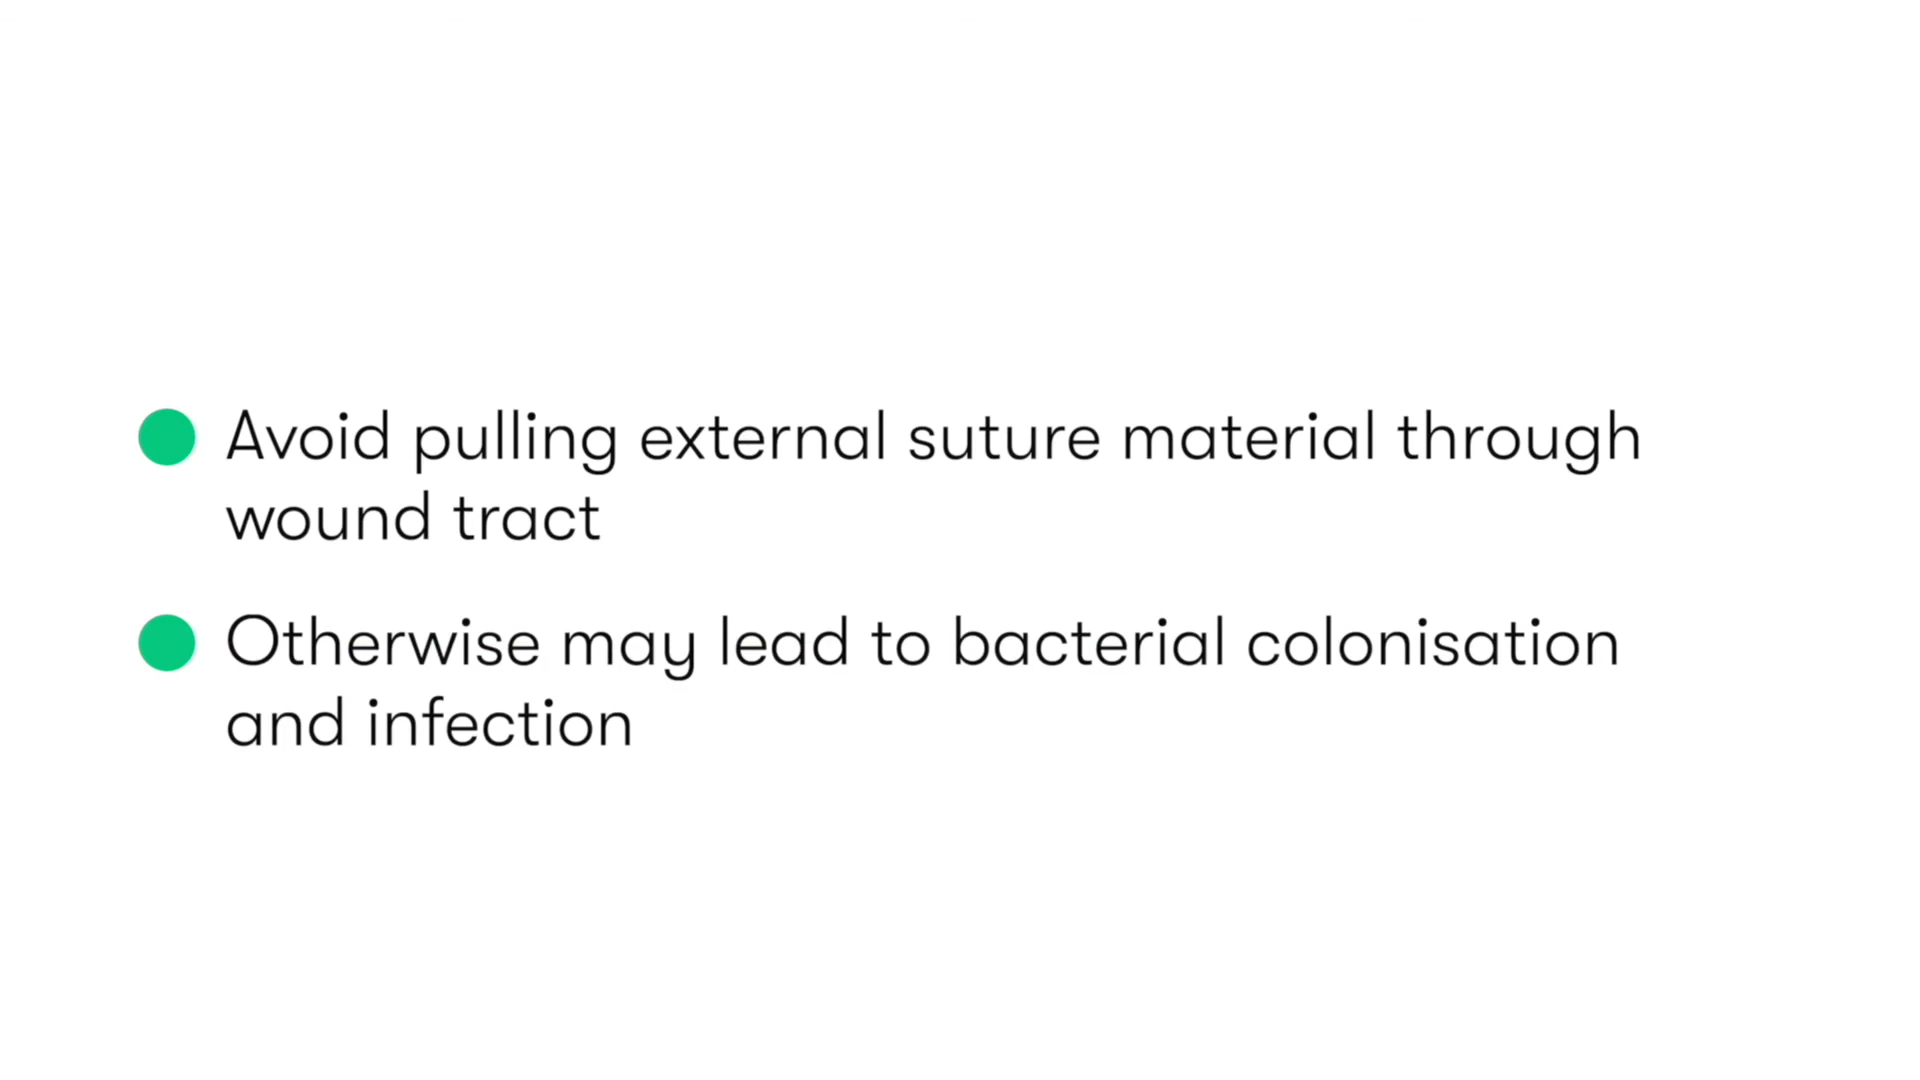 Avoid pulling external suture material through
wound tract
Otherwise may lead to bacterial colonisation
and infection